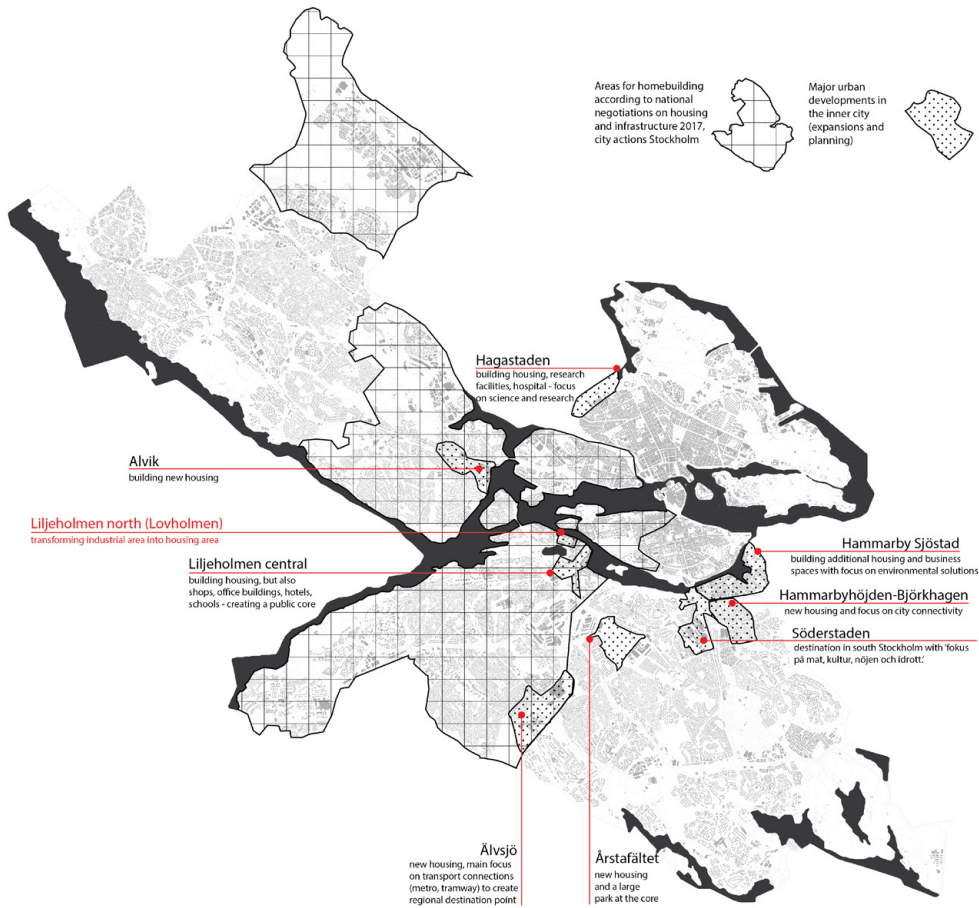 Areas for homebuilding
according to national
negotiations on housing
and infrastructure 2017,
city actions Stockholm
Major urban
developments in
the inner city
(expansions and
planning)
Hagastaden
building housing, research
facilities, hospital - focus
on science and research
Alvik
building new housing
Liljeholmen north (Lovholmen)
transforming industrial area into housing area
Liljeholmen central
building housing, but also
shops, office buildings, hotels,
schools - creating a public core
Hammarby Sjöstad
building additional housing and business
spaces with focus on environmental solutions
Hammarbyhöjden-Björkhagen
new housing and focus on city connectivity
Söderstaden
destination in south Stockholm with 'fokus
på mat, kultur, nöjen och idrott.'
Älvsjö
new housing, main focus
on transport connections
(metro, tramway) to create
regional destination point
Årstafältet
new housing
and a large
park at the core